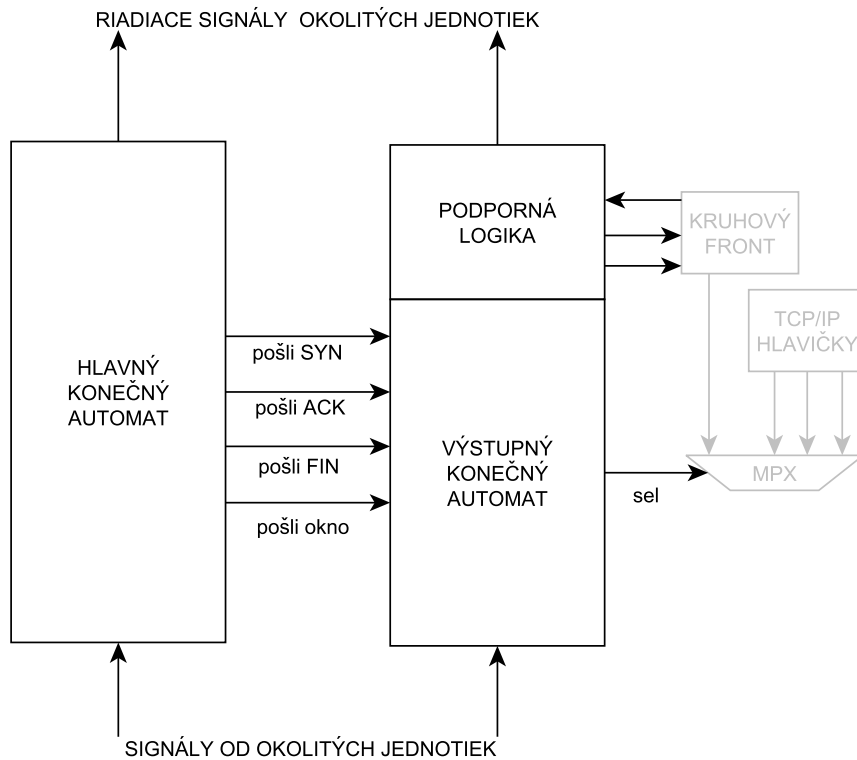 RIADIACE SIGNÁLY OKOLITÝCH JEDNOTIEK
PODPORNÁ
LOGIKA
KRUHOVÝ
FRONT
TCP/IP
HLAVIČKY
HLAVNÝ
KONEČNÝ
AUTOMAT
pošli SYN
pošli ACK
pošli FIN
pošli okno
VÝSTUPNÝ
KONEČNÝ
AUTOMAT
sel
MPX
SIGNÁLY OD OKOLITÝCH JEDNOTIEK